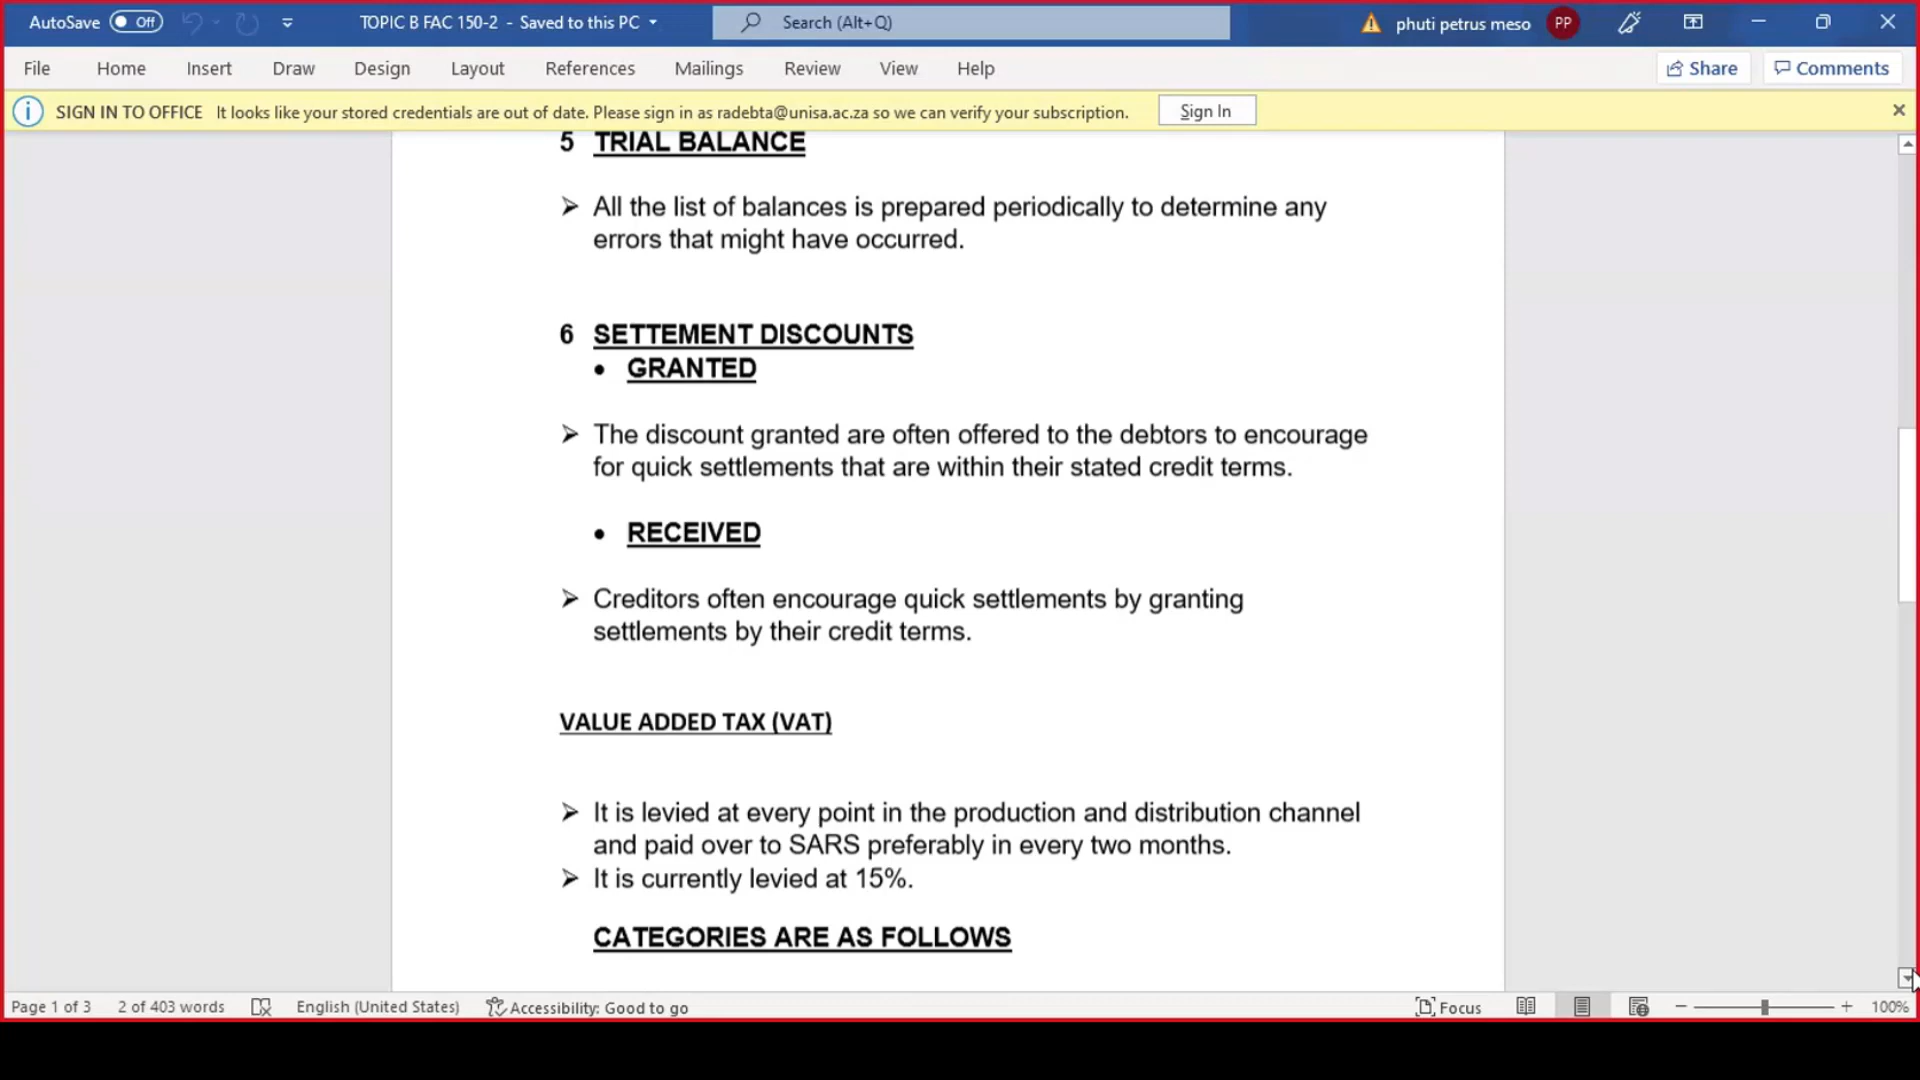 AutoSave Off TOPIC B FAC 150-2 - Saved to this PC Search (Alt+Q) phuti petrus meso PP
File Home Insert Draw Design Layout References Mailings Review View Help Share Comments
SIGN IN TO OFFICE It looks like your stored credentials are out of date. Please sign in as radebta@unisa.ac.za so we can verify your subscription. Sign In
5 TRIAL BALANCE
➢ All the list of balances is prepared periodically to determine any
errors that might have occurred.
6 SETTEMENT DISCOUNTS
• GRANTED
➢ The discount granted are often offered to the debtors to encourage
for quick settlements that are within their stated credit terms.
• RECEIVED
➢ Creditors often encourage quick settlements by granting
settlements by their credit terms.
VALUE ADDED TAX (VAT)
➢ It is levied at every point in the production and distribution channel
and paid over to SARS preferably in every two months.
➢ It is currently levied at 15%.
CATEGORIES ARE AS FOLLOWS
Page 1 of 3 2 of 403 words English (United States) Accessibility: Good to go Focus 100%